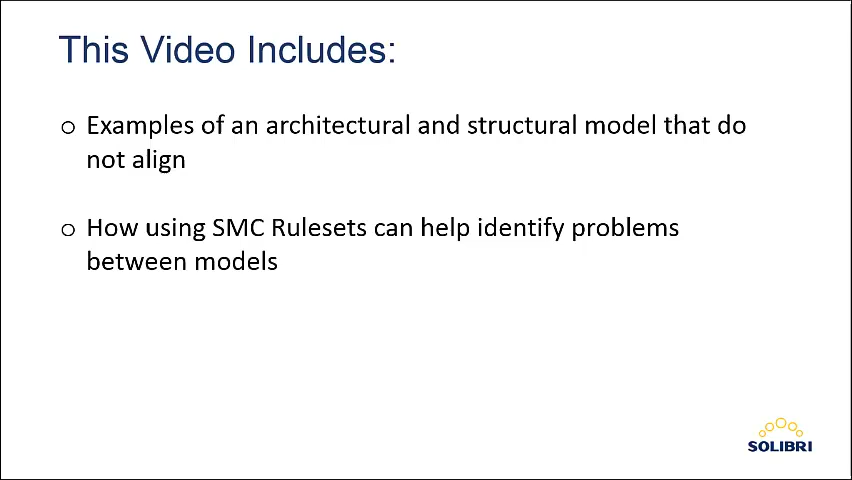 This Video Includes:
o Examples of an architectural and structural model that do
not align
o How using SMC Rulesets can help identify problems
between models
SOLIBRI